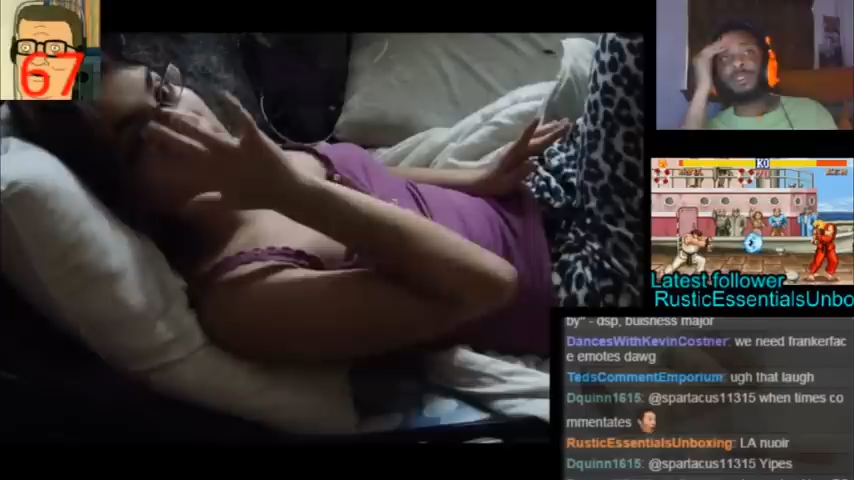 67
KO
Latest follower
RusticEssentialsUnbo
by" - dsp, buisness major
DancesWithKevinCostner: we need frankerfac
e emotes dawg
TedsCommentEmporium: ugh that laugh
Dquinn1615: @spartacus11315 when times co
mmentates
RusticEssentialsUnboxing: LA nuoir
Dquinn1615: @spartacus11315 Yipes